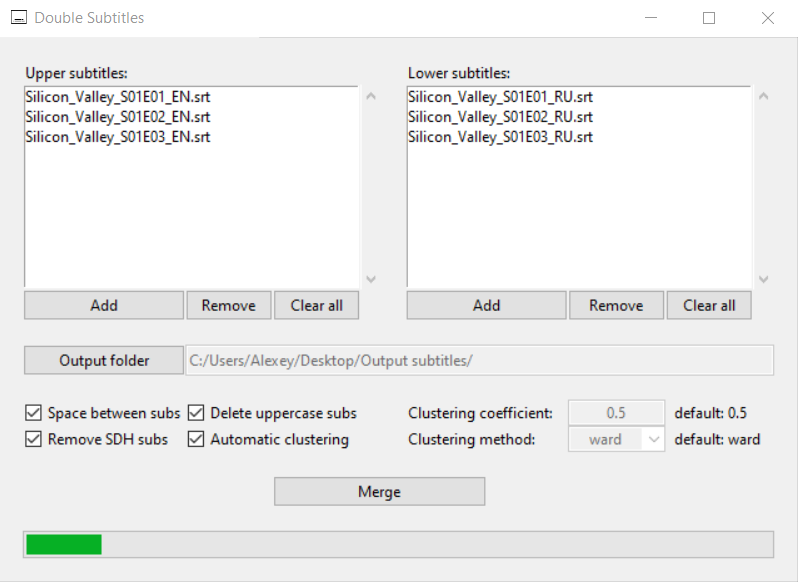 Double Subtitles
Upper subtitles:
Silicon_Valley_S01E01_EN.srt
Silicon_Valley_S01E02_EN.srt
Silicon_Valley_S01E03_EN.srt
Add Remove Clear all
Lower subtitles:
Silicon_Valley_S01E01_RU.srt
Silicon_Valley_S01E02_RU.srt
Silicon_Valley_S01E03_RU.srt
Add Remove Clear all
Output folder C:/Users/Alexey/Desktop/Output subtitles/
Space between subs Delete uppercase subs Clustering coefficient: 0.5 default: 0.5
Remove SDH subs Automatic clustering Clustering method: ward default: ward
Merge